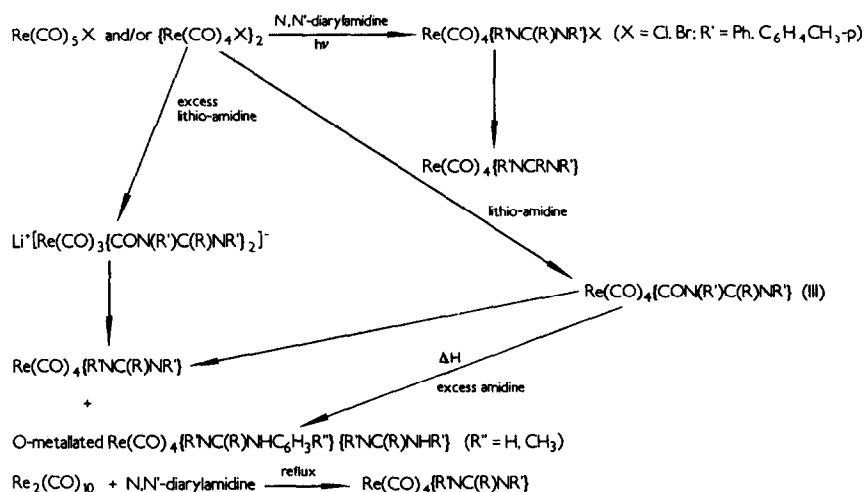 Re(CO)₅X and/or {Re(CO)₄X}₂ N,N'-diarylamidine hν Re(CO)₄{R'NC(R)NR'}X (X = Cl. Br: R' = Ph. C₆H₄CH₃-p)
excess
lithio-amidine
Re(CO)₄{R'NCRNR'}
lithio-amidine
Li⁺[Re(CO)₃{CON(R')C(R)NR'}₂]⁻
Re(CO)₄{CON(R')C(R)NR'} (III)
Re(CO)₄{R'NC(R)NR'}
ΔH
excess amidine
+
O-metallated Re(CO)₄{R'NC(R)NHC₆H₃R"} {R'NC(R)NHR'} (R" = H, CH₃)
Re₂(CO)₁₀ + N,N'-diarylamidine reflux Re(CO)₄{R'NC(R)NR'}